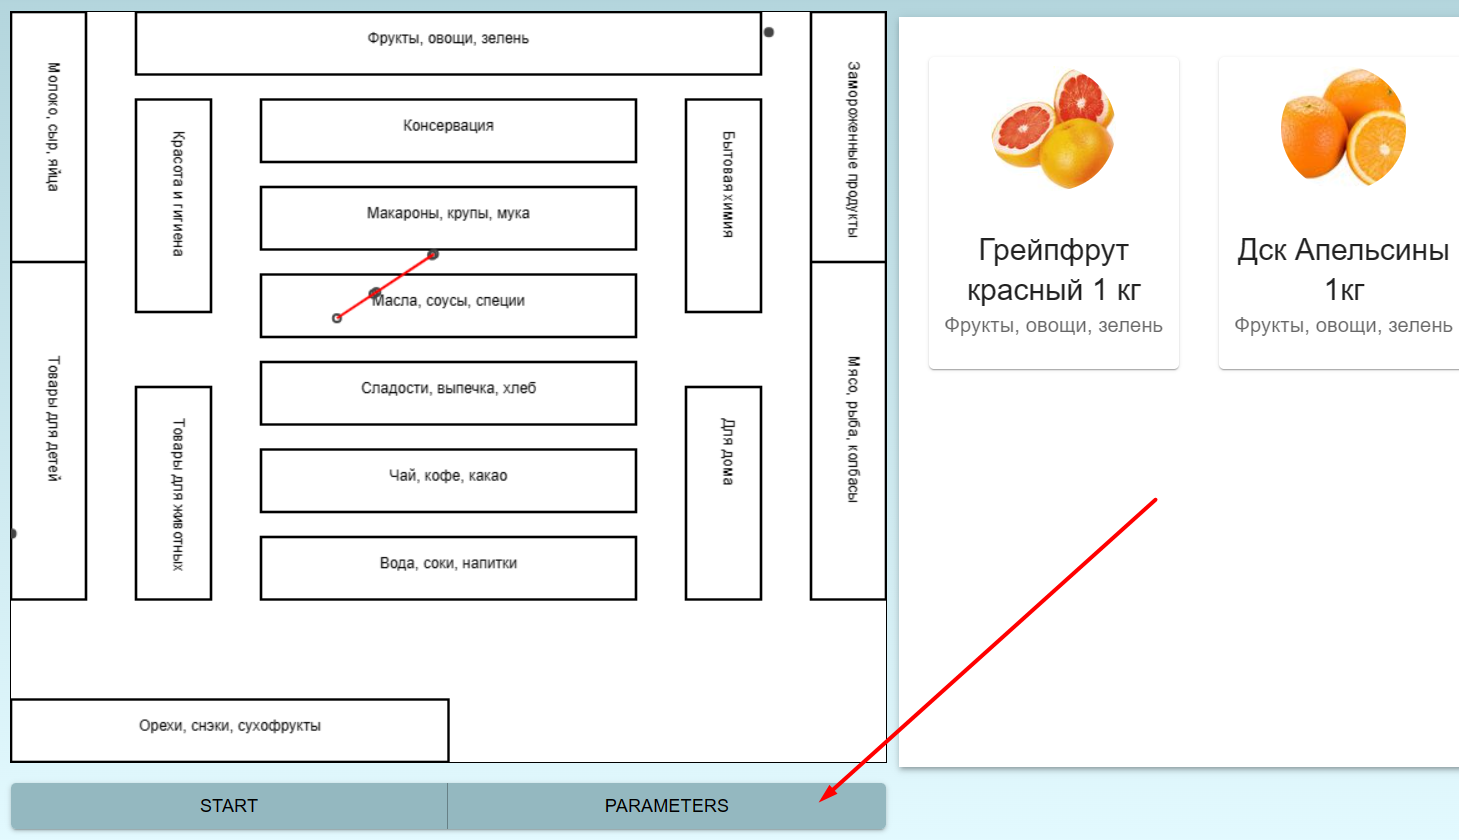 Фрукты, овощи, зелень
Молоко, сыр, яйца
Замороженные продукты
Консервация
Красота и гигиена
Бытовая химия
Макароны, крупы, мука
Масла, соусы, специи
Товары для детей
Мясо, рыба, колбасы
Сладости, выпечка, хлеб
Товары для животных
Для дома
Чай, кофе, какао
Вода, соки, напитки
Орехи, снэки, сухофрукты
START
PARAMETERS
Грейпфрут
красный 1 кг
Фрукты, овощи, зелень
Дск Апельсины
1кг
Фрукты, овощи, зелень